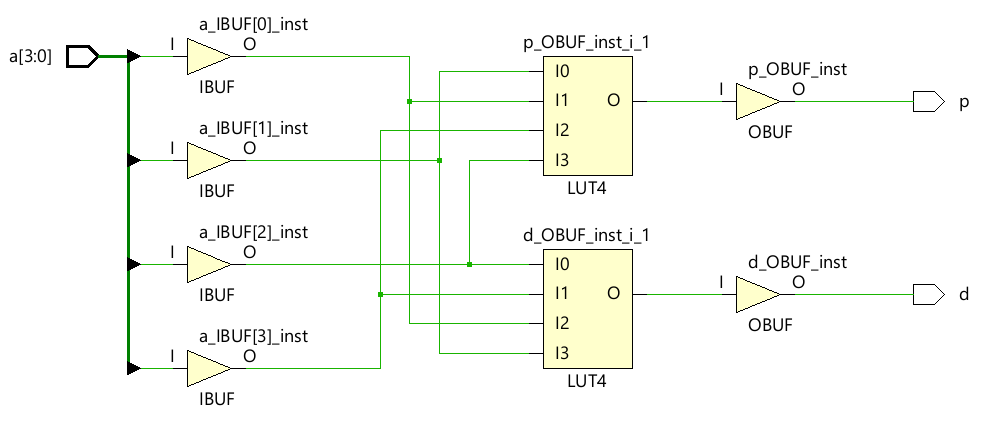 a[3:0]
a_IBUF[0]_inst
I
O
IBUF
a_IBUF[1]_inst
I
O
IBUF
a_IBUF[2]_inst
I
O
IBUF
a_IBUF[3]_inst
I
O
IBUF
p_OBUF_inst_i_1
I0
I1
O
I2
I3
LUT4
d_OBUF_inst_i_1
I0
I1
O
I2
I3
LUT4
p_OBUF_inst
I
O
OBUF
p
d_OBUF_inst
I
O
OBUF
d